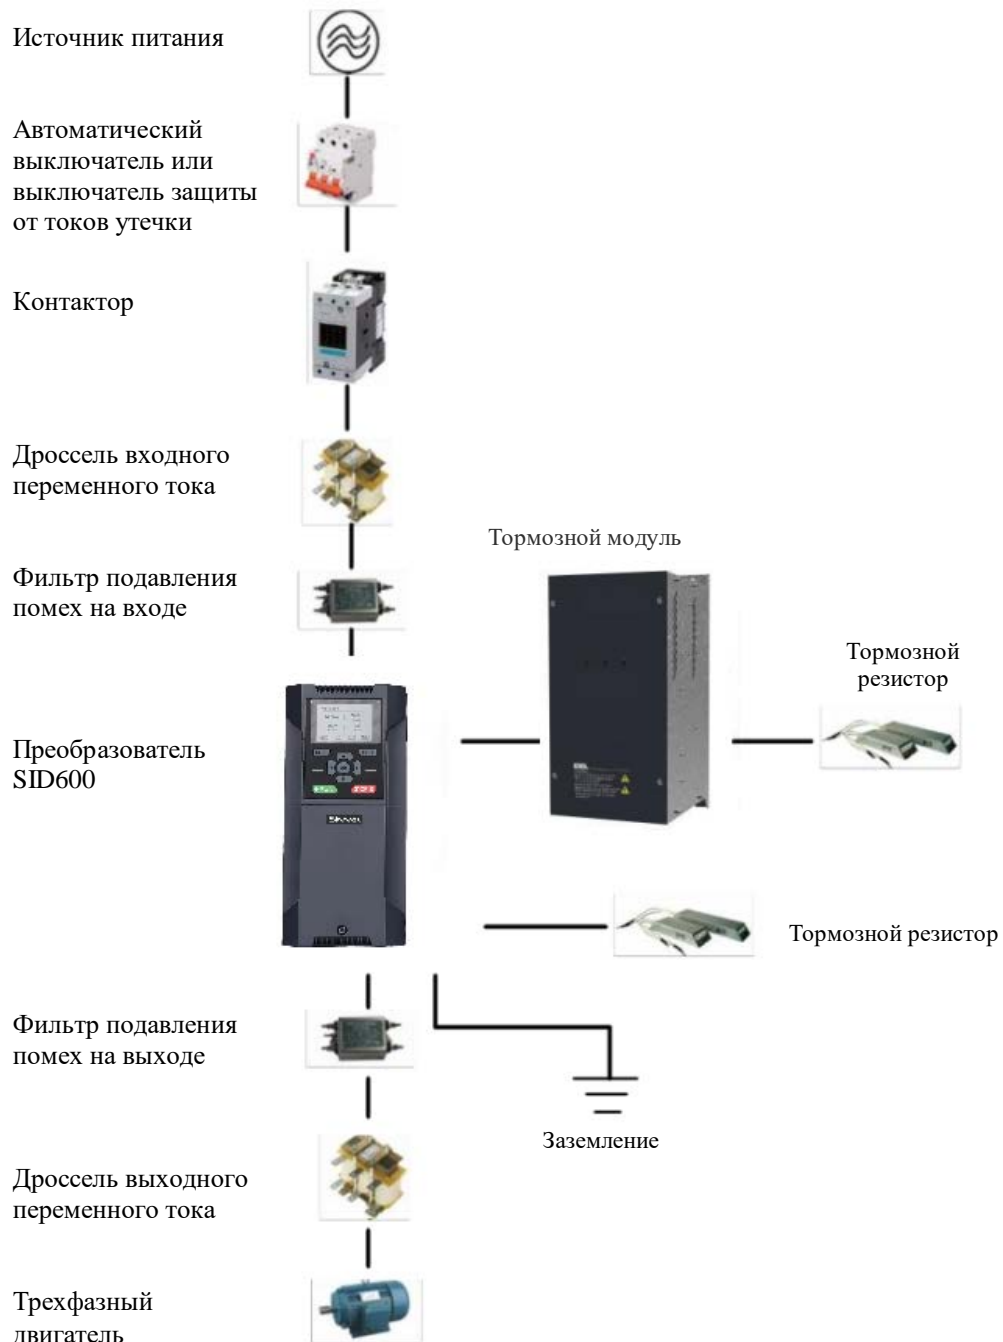 Источник питания
Автоматический
выключатель или
выключатель защиты
от токов утечки
Контактор
Дроссель входного
переменного тока
Тормозной модуль
Фильтр подавления
помех на входе
Тормозной
резистор
Преобразователь
SID600
Тормозной резистор
Фильтр подавления
помех на выходе
Заземление
Дроссель выходного
переменного тока
Трехфазный
двигатель